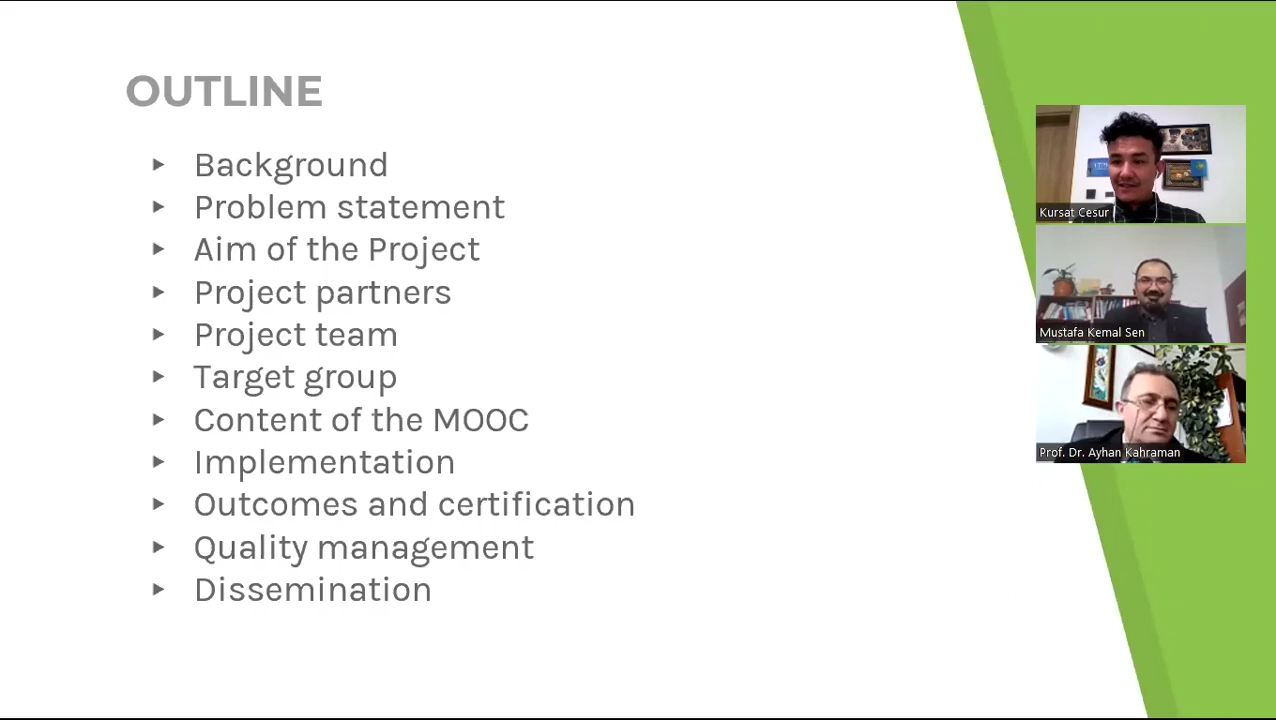 OUTLINE
Background
Problem statement
Aim of the Project
Project partners
Project team
Target group
Content of the MOOC
Implementation
Outcomes and certification
Quality management
Dissemination
Kursat Cesur
Mustafa Kemal Sen
Prof. Dr. Ayhan Kahraman